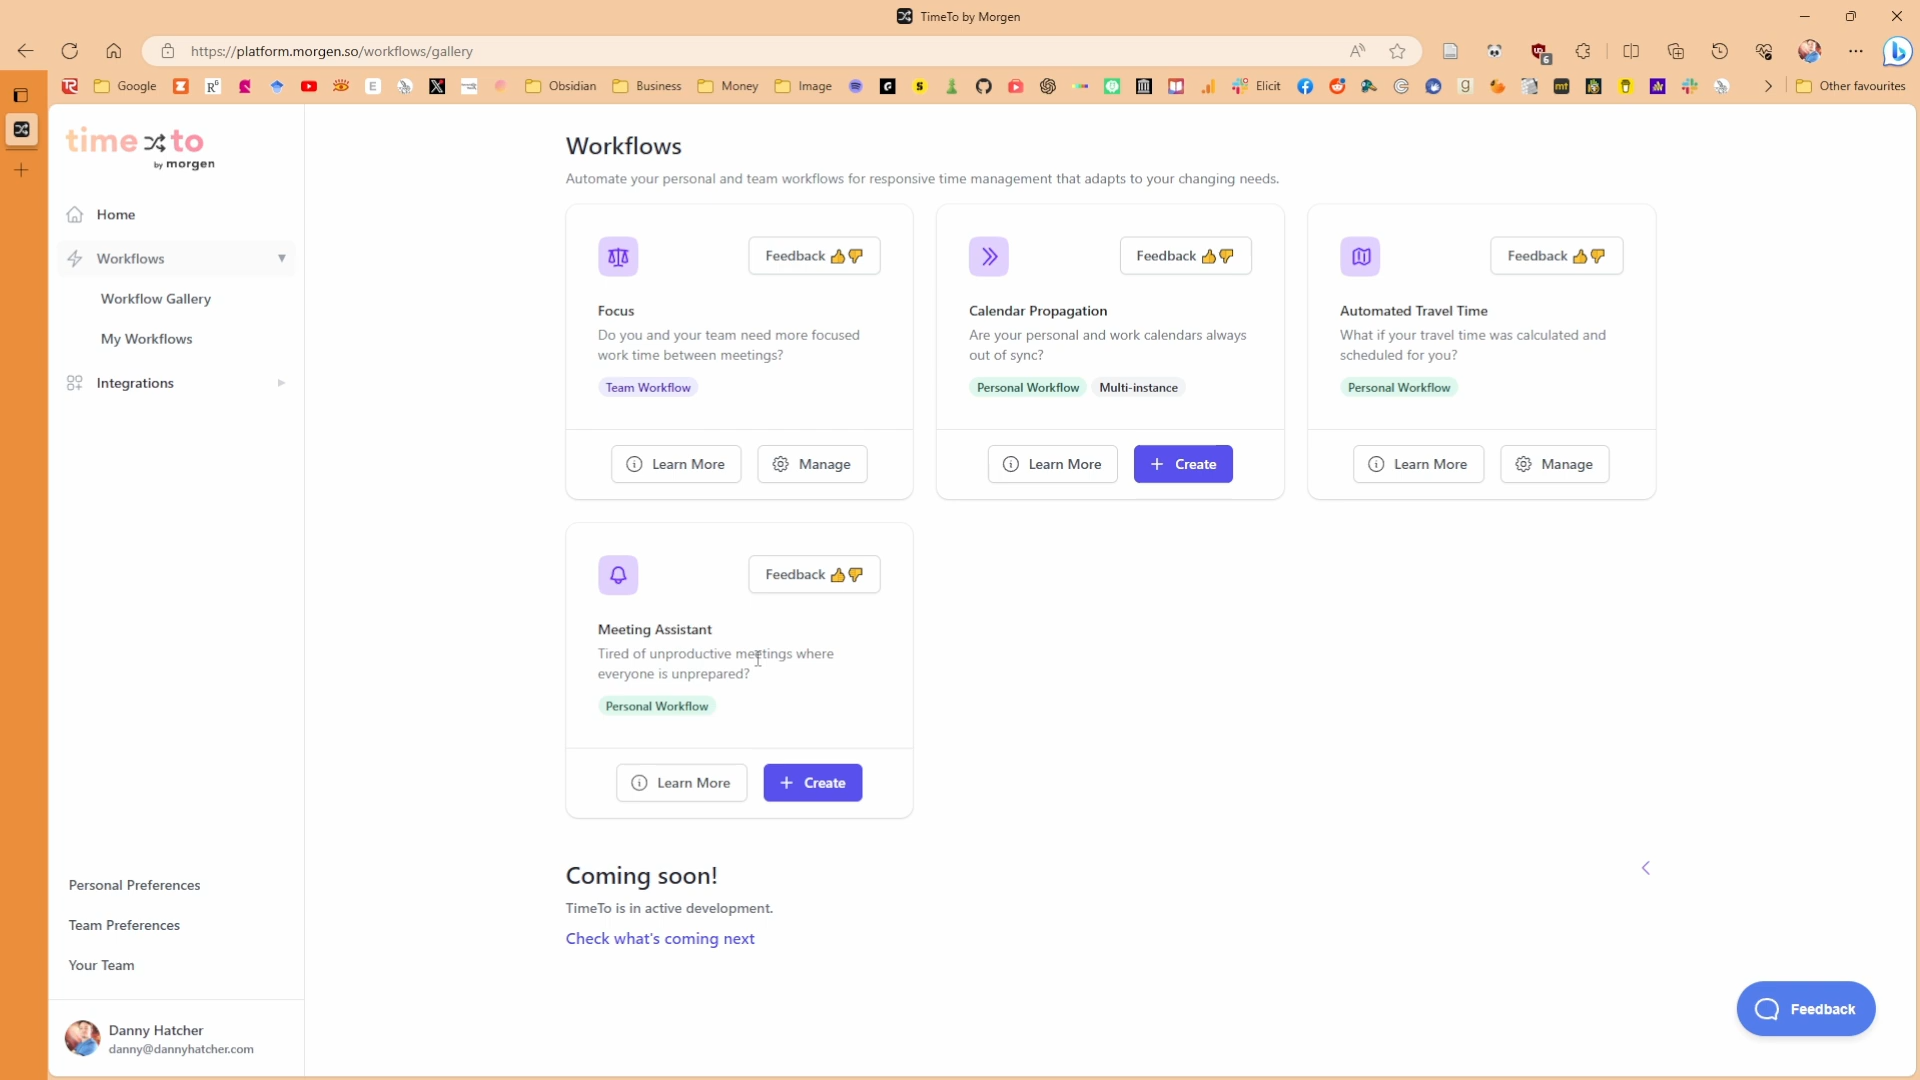 TimeTo by Morgen
https://platform.morgen.so/workflows/gallery
Google
Obsidian
Business
Money
Image
Elicit
Other favourites
time to
by morgen
Home
Workflows
Workflow Gallery
My Workflows
Integrations
Personal Preferences
Team Preferences
Your Team
Danny Hatcher
danny@dannyhatcher.com
Workflows
Automate your personal and team workflows for responsive time management that adapts to your changing needs.
Feedback 👍👎
Focus
Do you and your team need more focused
work time between meetings?
Team Workflow
Learn More
Manage
Feedback 👍👎
Calendar Propagation
Are your personal and work calendars always
out of sync?
Personal Workflow
Multi-instance
Learn More
+ Create
Feedback 👍👎
Automated Travel Time
What if your travel time was calculated and
scheduled for you?
Personal Workflow
Learn More
Manage
Feedback 👍👎
Meeting Assistant
Tired of unproductive meetings where
everyone is unprepared?
Personal Workflow
Learn More
+ Create
Coming soon!
TimeTo is in active development.
Check what's coming next
Feedback